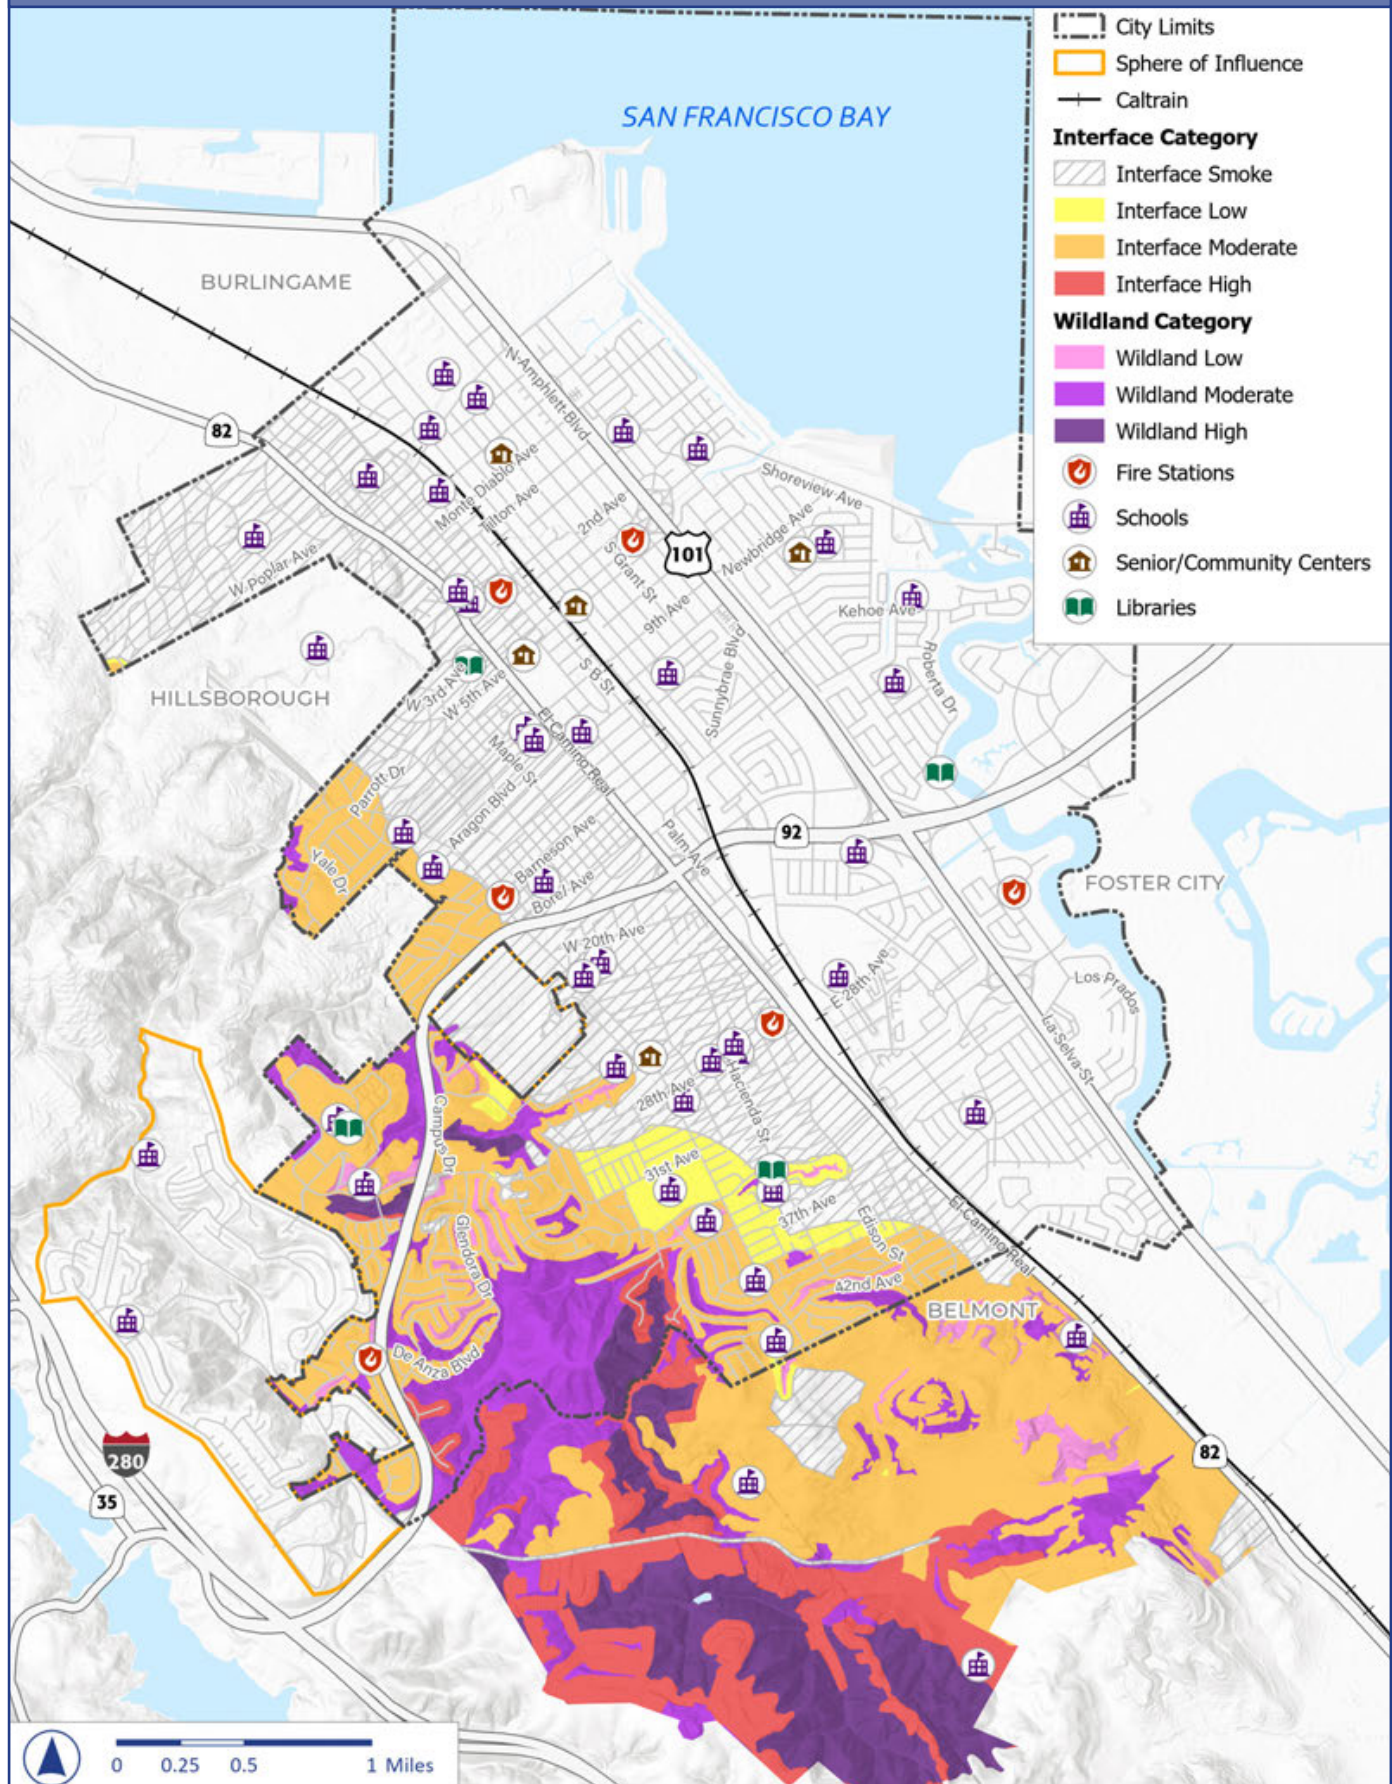 City Limits
Sphere of Influence
Caltrain
Interface Category
Interface Smoke
Interface Low
Interface Moderate
Interface High
Wildland Category
Wildland Low
Wildland Moderate
Wildland High
Fire Stations
Schools
Senior/Community Centers
Libraries
SAN FRANCISCO BAY
BURLINGAME
82
N Amphlett Blvd
Monte Diablo Ave
Tilton Ave
2nd Ave
Shoreview Ave
101
Newbridge Ave
S Grant St
W Poplar Ave
9th Ave
Kehoe Ave
Sunnybrae Blvd
Roberta Dr
HILLSBOROUGH
W 3rd Ave
W 5th Ave
S B St
El Camino Real
Maple St
Parrott Dr
Aragon Blvd
Barneson Ave
Palm Ave
92
Yale Dr
Borel Ave
FOSTER CITY
W 20th Ave
E 28th Ave
Los Prados
La Selva St
28th Ave
Hacienda St
Campus Dr
31st Ave
37th Ave
Edison St
El Camino Real
Glendora Dr
42nd Ave
BELMONT
De Anza Blvd
280
35
82
0 0.25 0.5 1 Miles